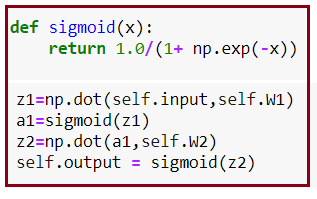 def sigmoid(x):
    return 1.0/(1+ np.exp(-x))
z1=np.dot(self.input,self.W1)
a1=sigmoid(z1)
z2=np.dot(a1,self.W2)
self.output = sigmoid(z2)